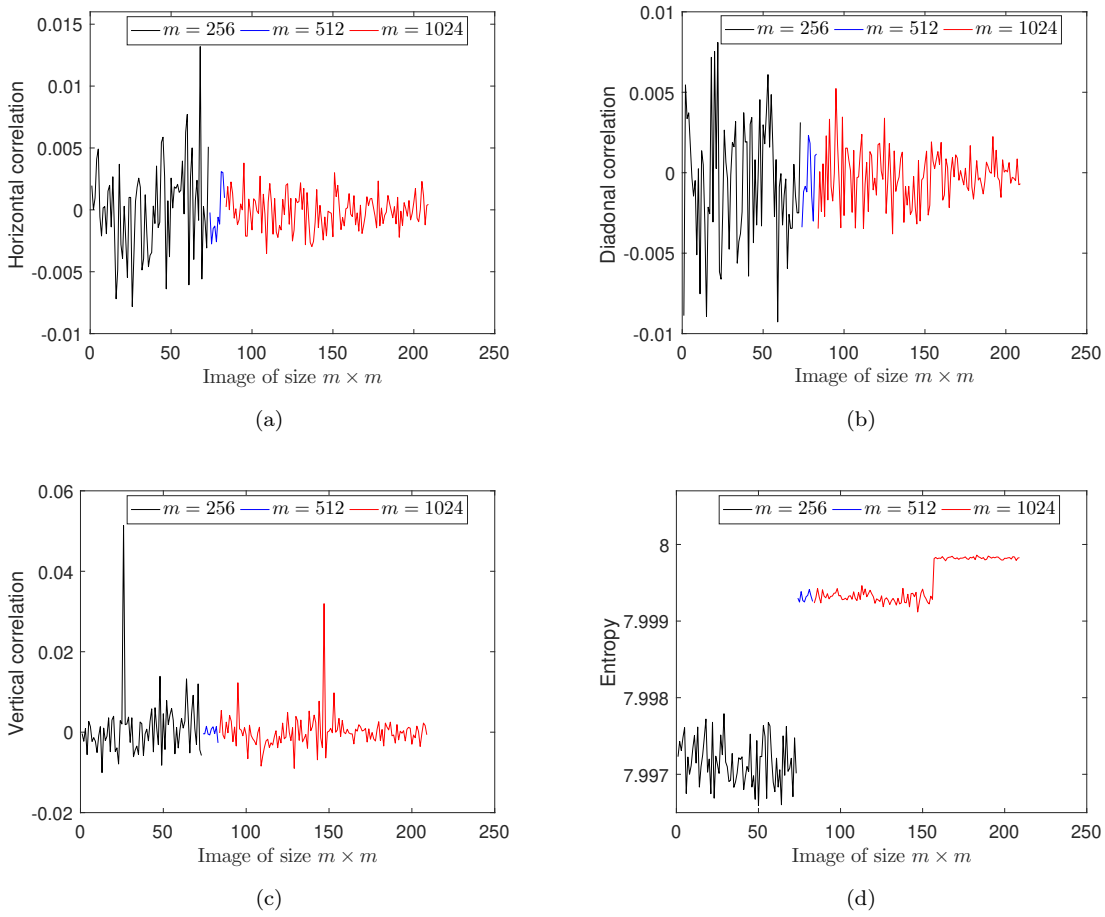 0.015
0.01
0.005
0
-0.005
-0.01
Horizontal correlation
m = 256 m = 512 m = 1024
0 50 100 150 200 250
Image of size m × m
(a)
0.01
0.005
0
-0.005
-0.01
Diadonal correlation
m = 256 m = 512 m = 1024
0 50 100 150 200 250
Image of size m × m
(b)
0.06
0.04
0.02
0
-0.02
Vertical correlation
m = 256 m = 512 m = 1024
0 50 100 150 200 250
Image of size m × m
(c)
8
7.999
7.998
7.997
Entropy
m = 256 m = 512 m = 1024
0 50 100 150 200 250
Image of size m × m
(d)